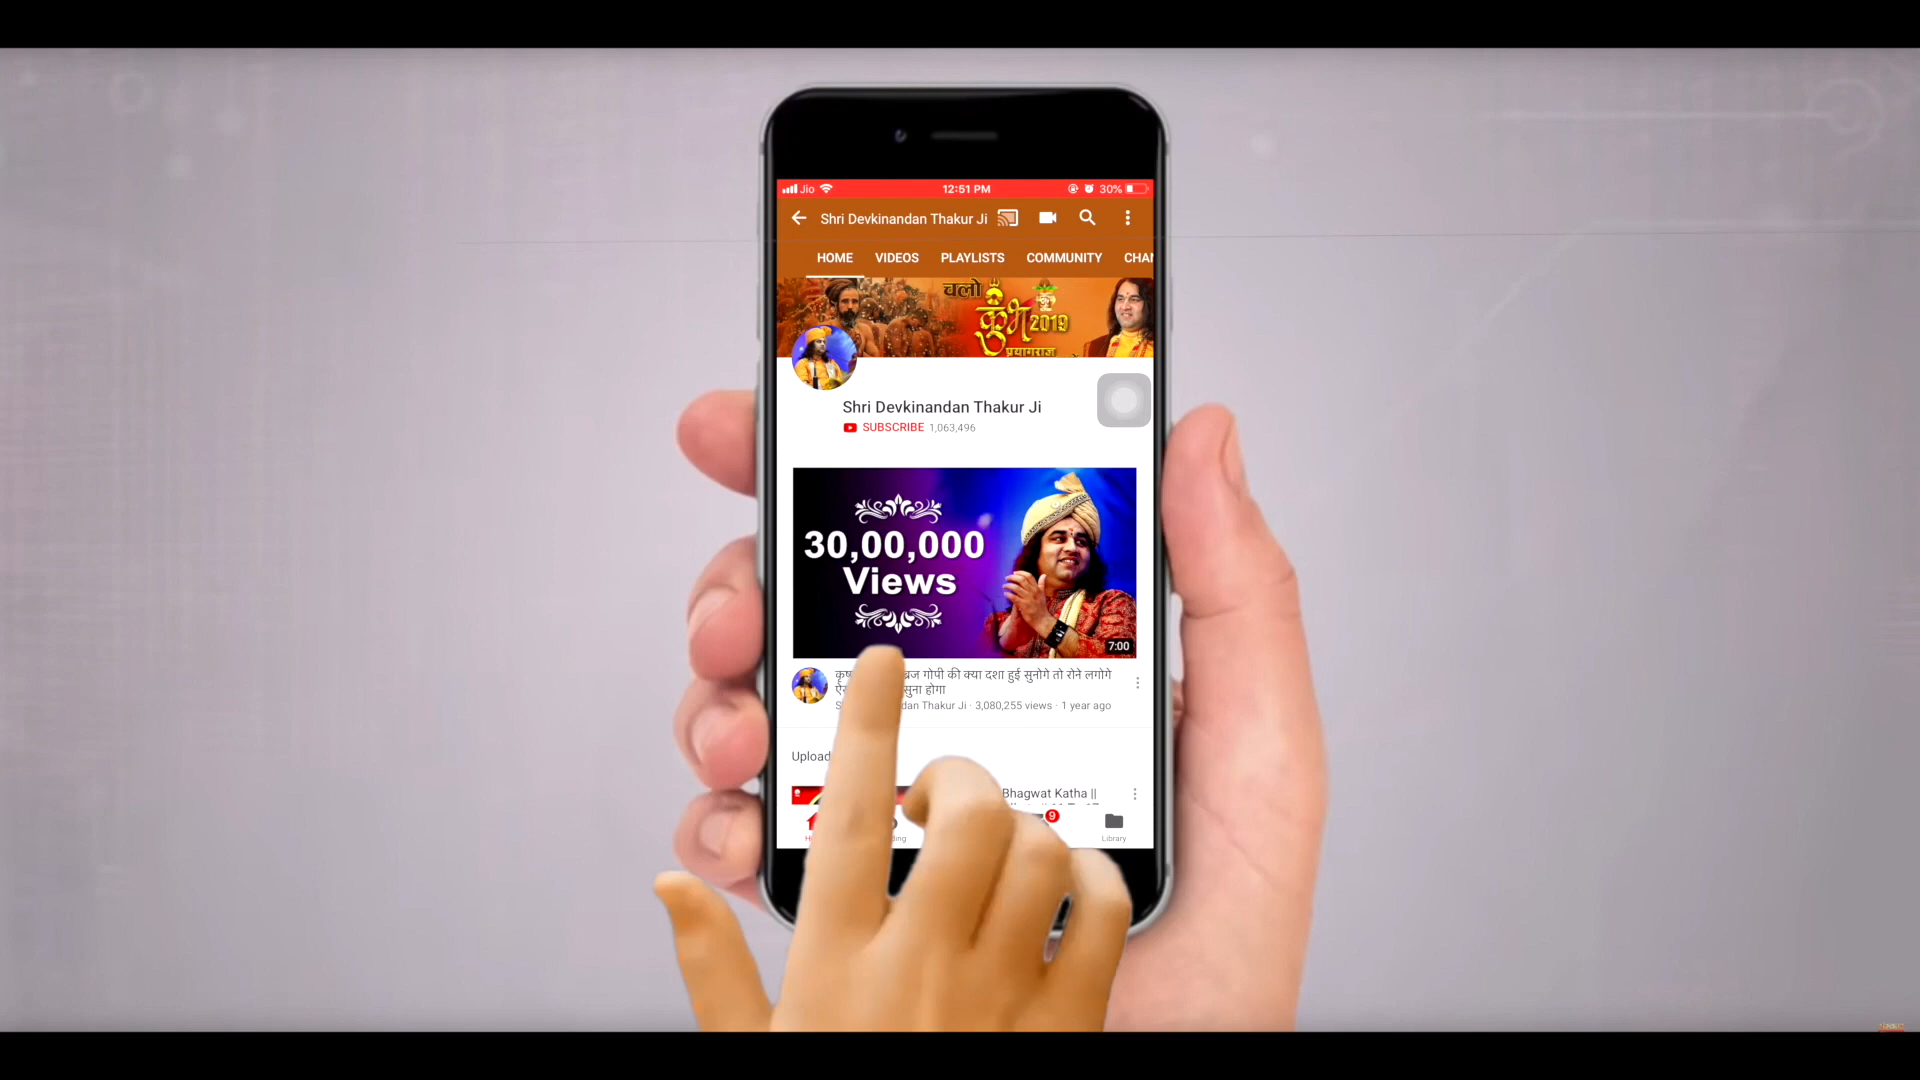 Jio 12:51 PM 30%
Shri Devkinandan Thakur Ji
HOME VIDEOS PLAYLISTS COMMUNITY CHAN
चलो
कुंभ 2019
प्रयागराज
Shri Devkinandan Thakur Ji
SUBSCRIBE 1,063,496
30,00,000
Views
7:00
ब्रज गोपी की क्या दशा हुई सुनोगे तो रोने लगोगे
सुना होगा
Thakur Ji · 3,080,255 views · 1 year ago
Upload
Bhagwat Katha ||
9
Library